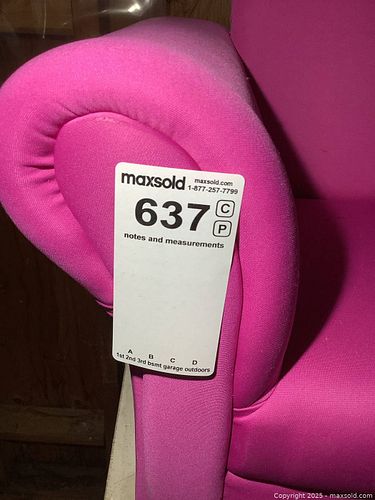 maxsold
maxsold.com
1-877-257-7799
637
C
P
notes and measurements
A B C D
1st 2nd 3rd bsmt garage outdoors
Copyright 2025 - maxsold.com